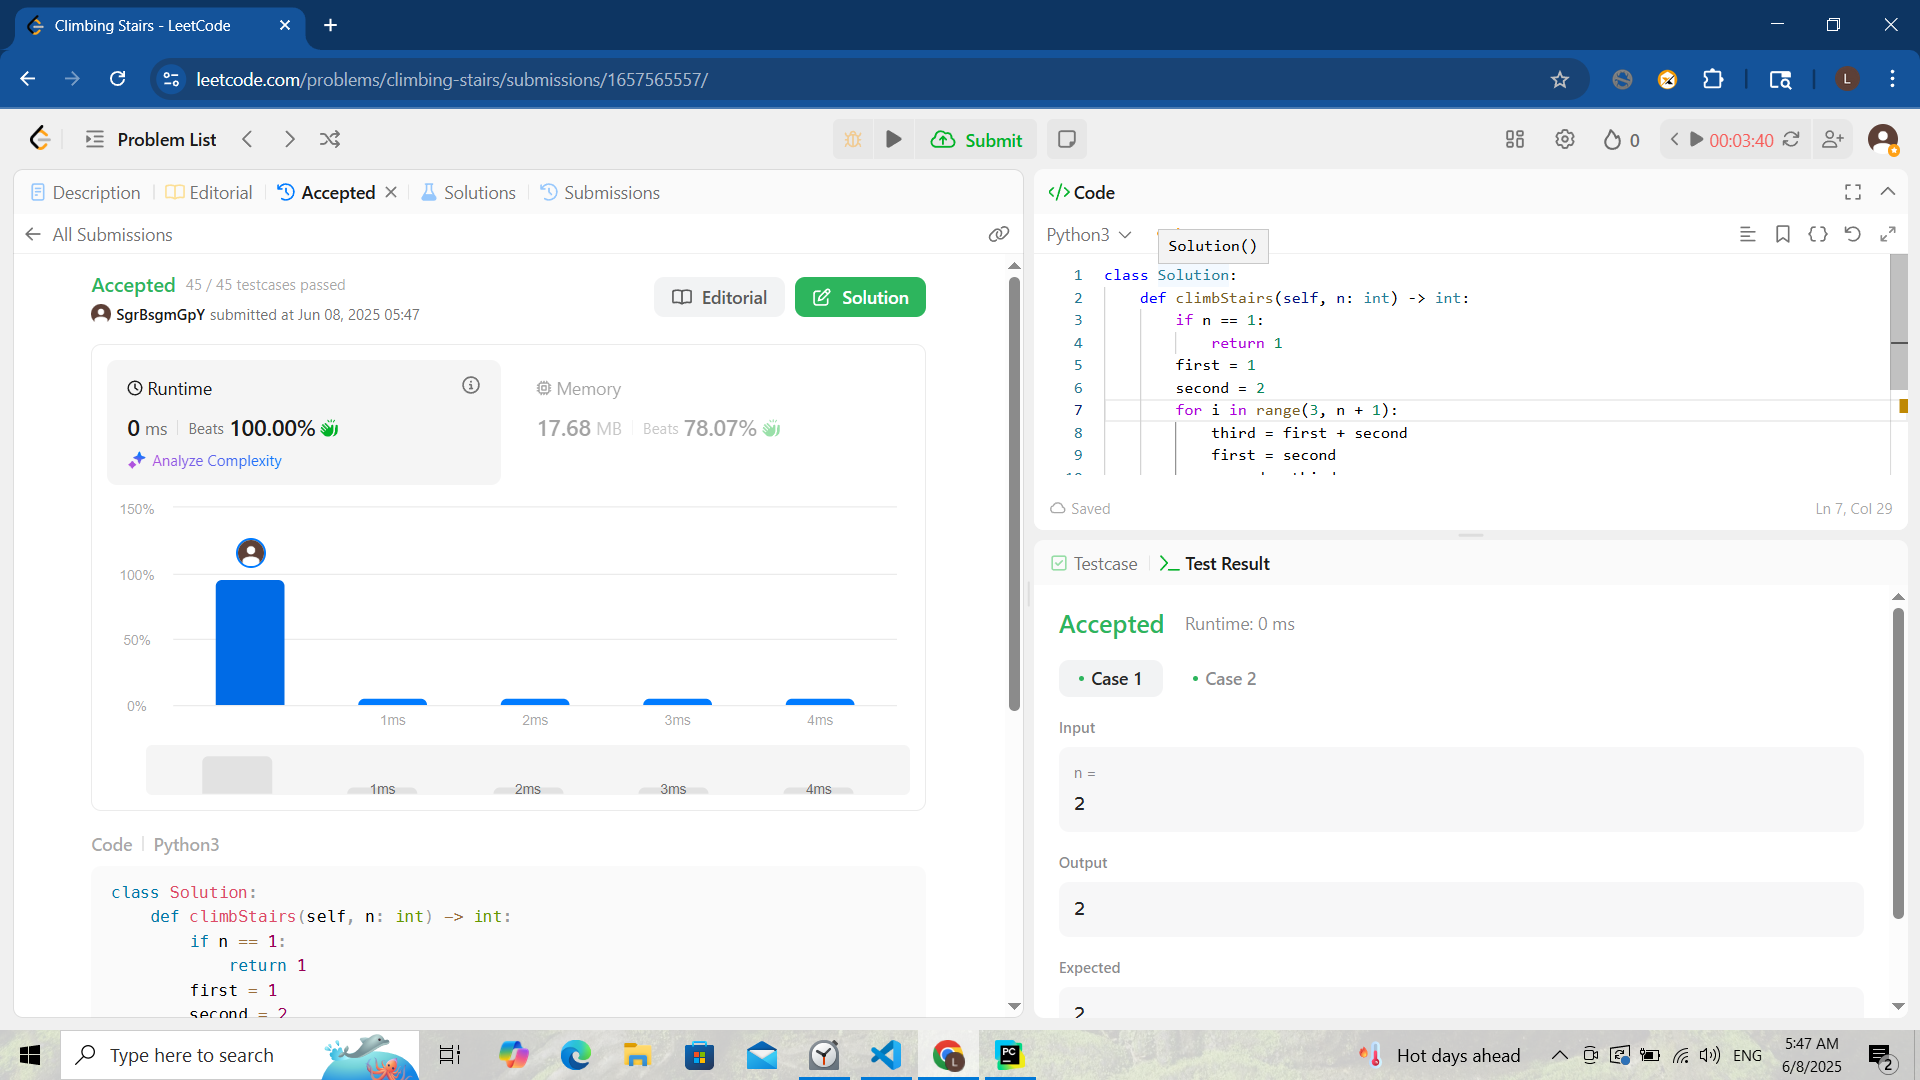 Climbing Stairs - LeetCode
leetcode.com/problems/climbing-stairs/submissions/1657565557/
L
Problem List
Submit
0
00:03:40
Description
Editorial
Accepted
Solutions
Submissions
All Submissions
Accepted 45 / 45 testcases passed
SgrBsgmGpY submitted at Jun 08, 2025 05:47
Editorial
Solution
Runtime
0 ms Beats 100.00%
Analyze Complexity
Memory
17.68 MB Beats 78.07%
150%
100%
50%
0%
1ms 2ms 3ms 4ms
1ms 2ms 3ms 4ms
Code Python3
class Solution:
    def climbStairs(self, n: int) -> int:
        if n == 1:
            return 1
        first = 1
        second = 2
Code
Python3
Solution()
1 class Solution:
2     def climbStairs(self, n: int) -> int:
3         if n == 1:
4             return 1
5         first = 1
6         second = 2
7         for i in range(3, n + 1):
8             third = first + second
9             first = second
Saved
Ln 7, Col 29
Testcase
Test Result
Accepted Runtime: 0 ms
Case 1
Case 2
Input
n =
2
Output
2
Expected
2
Type here to search
L
PC
Hot days ahead
ENG
5:47 AM
6/8/2025
2